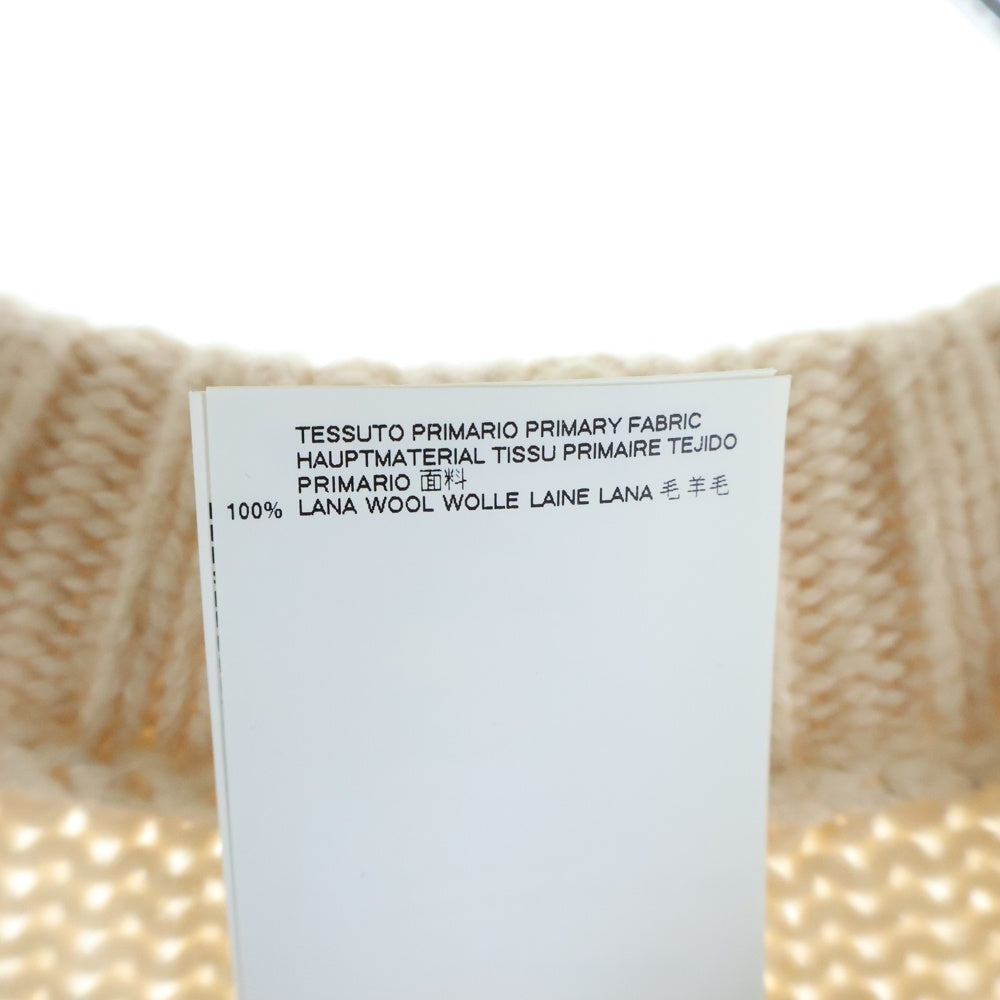 TESSUTO PRIMARIO PRIMARY FABRIC
HAUPTMATERIAL TISSU PRIMAIRE TEJIDO
PRIMARIO 面料
100% LANA WOOL WOLLE LAINE LANA 毛 羊毛